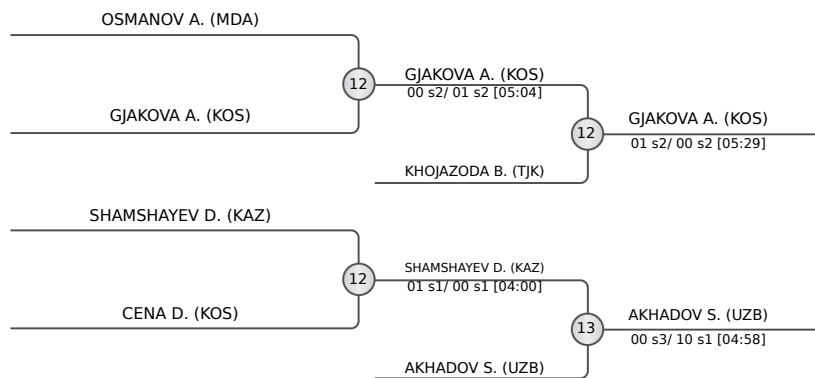 OSMANOV A. (MDA)
12
GJAKOVA A. (KOS)
00 s2/ 01 s2 [05:04]
GJAKOVA A. (KOS)
12
GJAKOVA A. (KOS)
01 s2/ 00 s2 [05:29]
KHOJAZODA B. (TJK)
SHAMSHAYEV D. (KAZ)
12
SHAMSHAYEV D. (KAZ)
01 s1/ 00 s1 [04:00]
CENA D. (KOS)
13
AKHADOV S. (UZB)
00 s3/ 10 s1 [04:58]
AKHADOV S. (UZB)